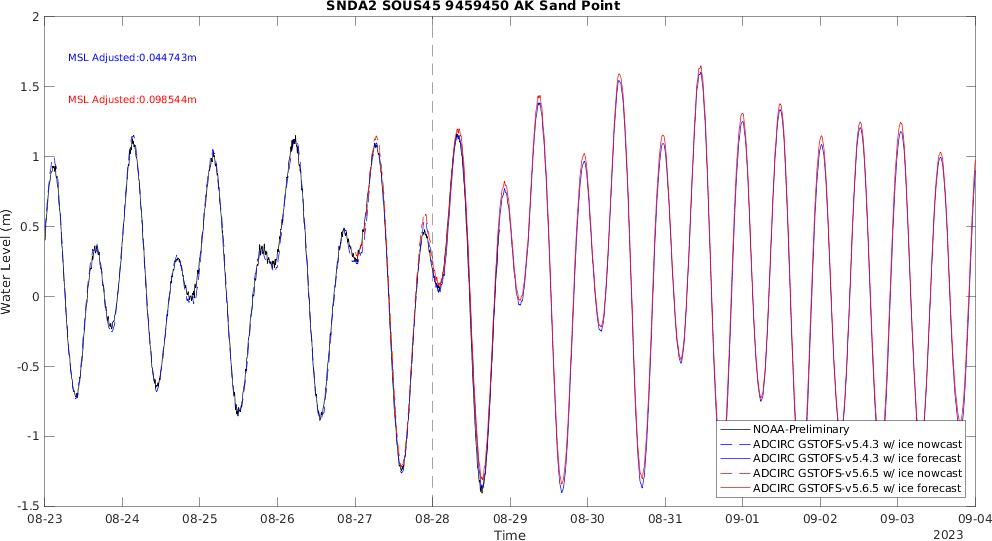 SNDA2 SOUS45 9459450 AK Sand Point
MSL Adjusted:0.044743m
MSL Adjusted:0.098544m
Water Level (m)
2
1.5
1
0.5
0
-0.5
-1
-1.5
NOAA-Preliminary
ADCIRC GSTOFS-v5.4.3 w/ ice nowcast
ADCIRC GSTOFS-v5.4.3 w/ ice forecast
ADCIRC GSTOFS-v5.6.5 w/ ice nowcast
ADCIRC GSTOFS-v5.6.5 w/ ice forecast
08-23 08-24 08-25 08-26 08-27 08-28 08-29 08-30 08-31 09-01 09-02 09-03 09-04
Time
2023